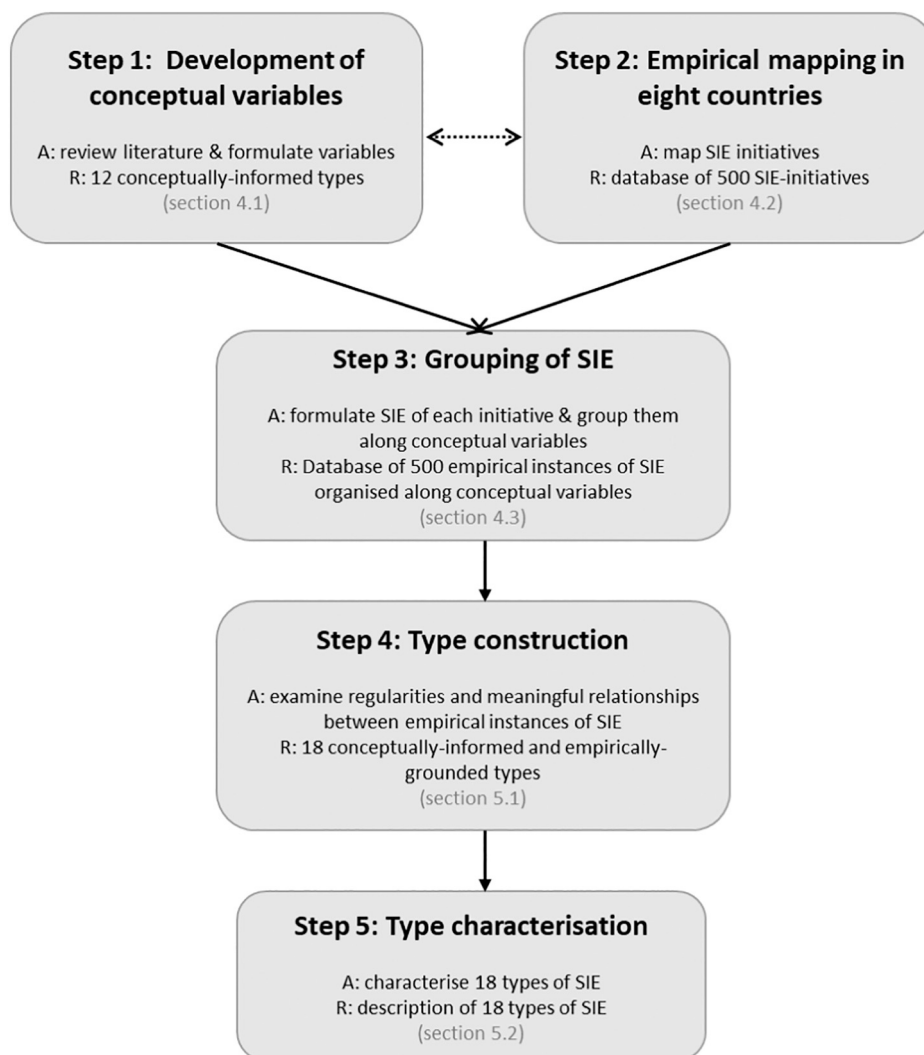 Step 1:  Development of
conceptual variables
A: review literature & formulate variables
R: 12 conceptually-informed types
(section 4.1)
Step 2: Empirical mapping in
eight countries
A: map SIE initiatives
R: database of 500 SIE-initiatives
(section 4.2)
Step 3: Grouping of SIE
A: formulate SIE of each initiative & group them
along conceptual variables
R: Database of 500 empirical instances of SIE
organised along conceptual variables
(section 4.3)
Step 4: Type construction
A: examine regularities and meaningful relationships
between empirical instances of SIE
R: 18 conceptually-informed and empirically-
grounded types
(section 5.1)
Step 5: Type characterisation
A: characterise 18 types of SIE
R: description of 18 types of SIE
(section 5.2)